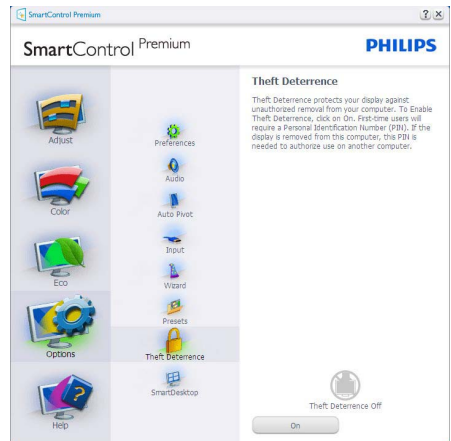 SmartControl Premium
SmartControl Premium
PHILIPS
Adjust
Color
Eco
Options
Help
Preferences
Audio
Auto Pivot
Input
Wizard
Presets
Theft Deterrence
SmartDesktop
Theft Deterrence
Theft Deterrence protects your display against
unauthorized removal from your computer. To Enable
Theft Deterrence, click on On. First-time users will
require a Personal Identification Number (PIN). If the
display is removed from this computer, this PIN is
needed to authorize use on another computer.
Theft Deterrence Off
On